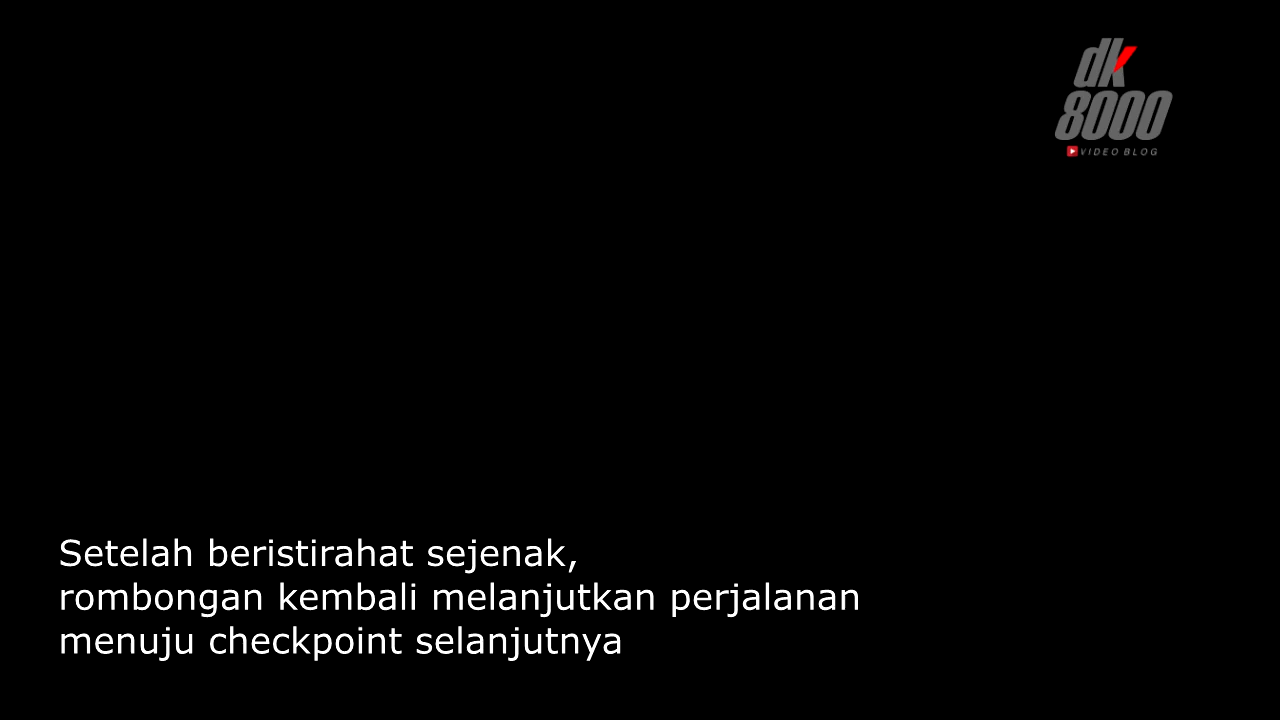 dk
8000
VIDEO BLOG
Setelah beristirahat sejenak,
rombongan kembali melanjutkan perjalanan
menuju checkpoint selanjutnya